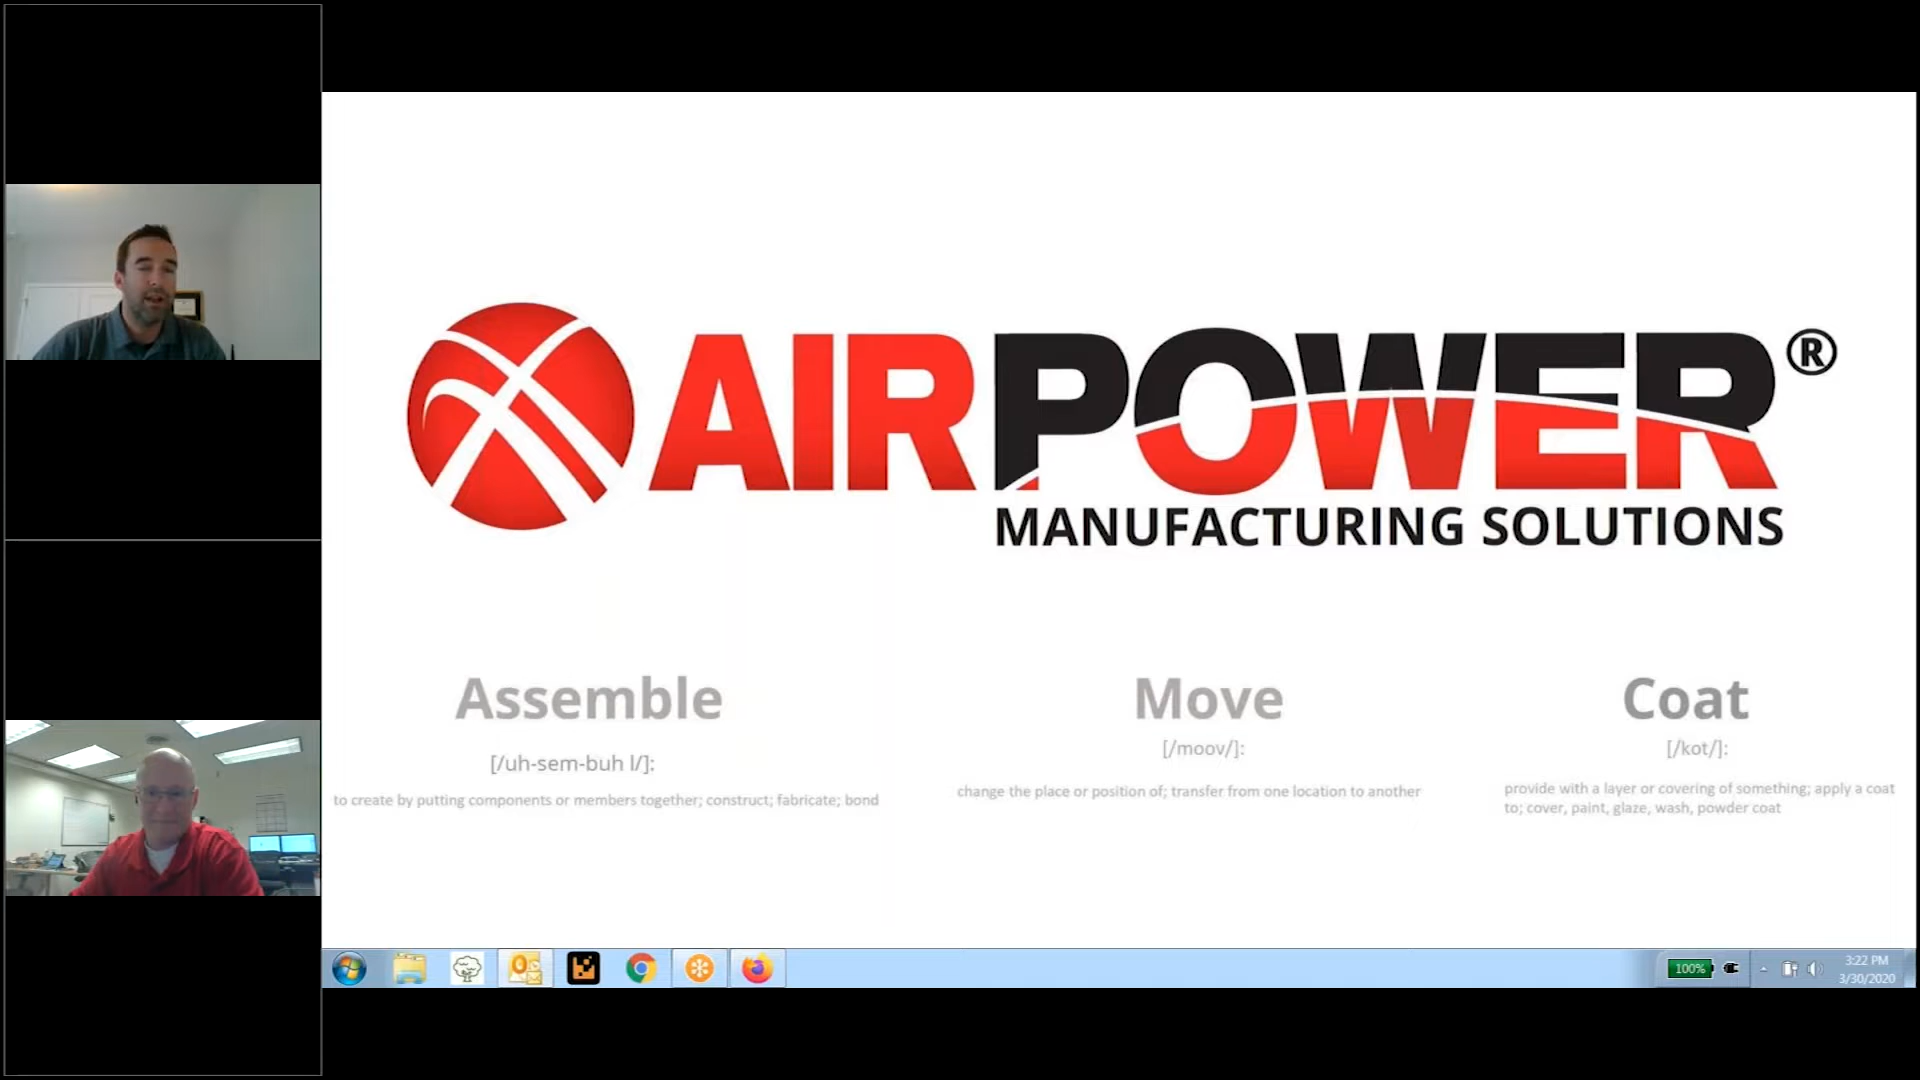 AIRPOWER®
MANUFACTURING SOLUTIONS
Assemble
[/uh-sem-buh l/]:
to create by putting components or members together; construct; fabricate; bond
Move
[/moov/]:
change the place or position of; transfer from one location to another
Coat
[/kot/]:
provide with a layer or covering of something; apply a coat
to; cover, paint, glaze, wash, powder coat
100%
3:22 PM
3/30/2020